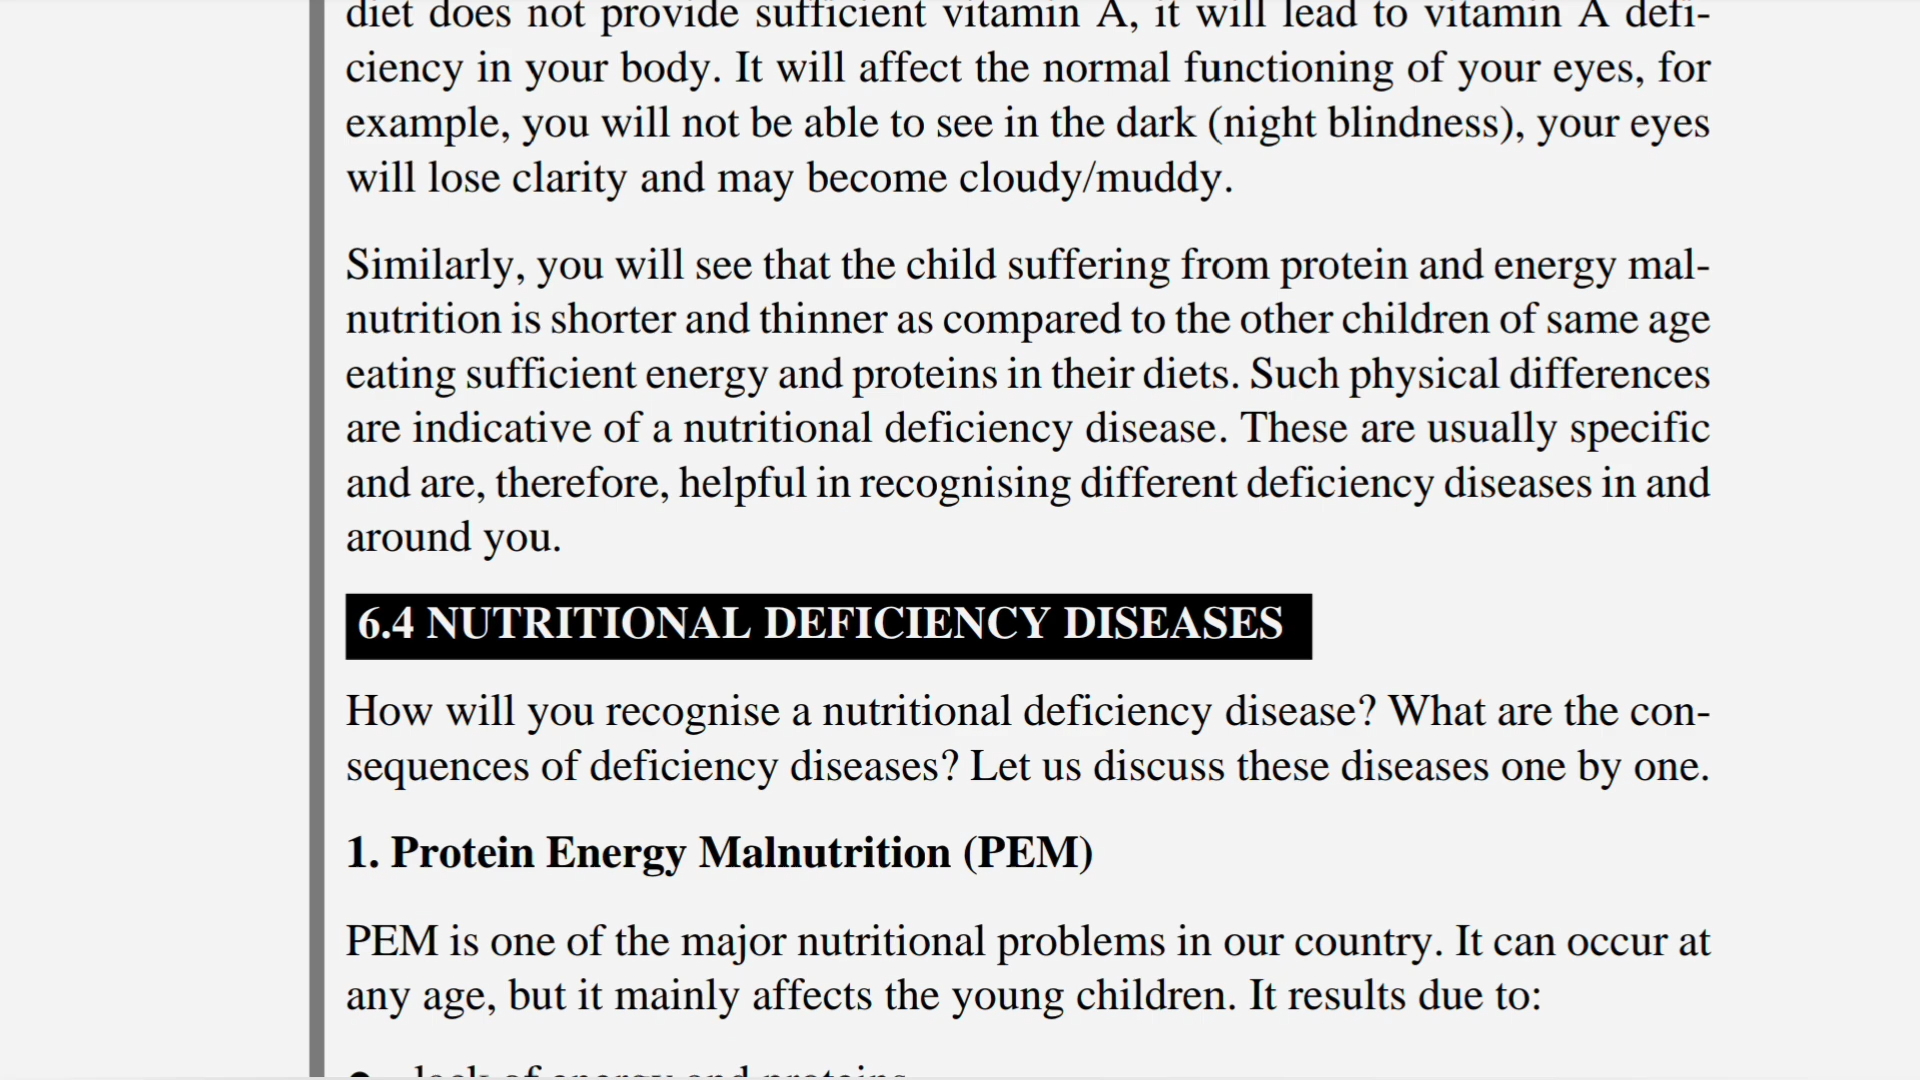 diet does not provide sufficient vitamin A, it will lead to vitamin A defi-
ciency in your body. It will affect the normal functioning of your eyes, for
example, you will not be able to see in the dark (night blindness), your eyes
will lose clarity and may become cloudy/muddy.
Similarly, you will see that the child suffering from protein and energy mal-
nutrition is shorter and thinner as compared to the other children of same age
eating sufficient energy and proteins in their diets. Such physical differences
are indicative of a nutritional deficiency disease. These are usually specific
and are, therefore, helpful in recognising different deficiency diseases in and
around you.
6.4 NUTRITIONAL DEFICIENCY DISEASES
How will you recognise a nutritional deficiency disease? What are the con-
sequences of deficiency diseases? Let us discuss these diseases one by one.
1. Protein Energy Malnutrition (PEM)
PEM is one of the major nutritional problems in our country. It can occur at
any age, but it mainly affects the young children. It results due to:
● lack of energy and proteins